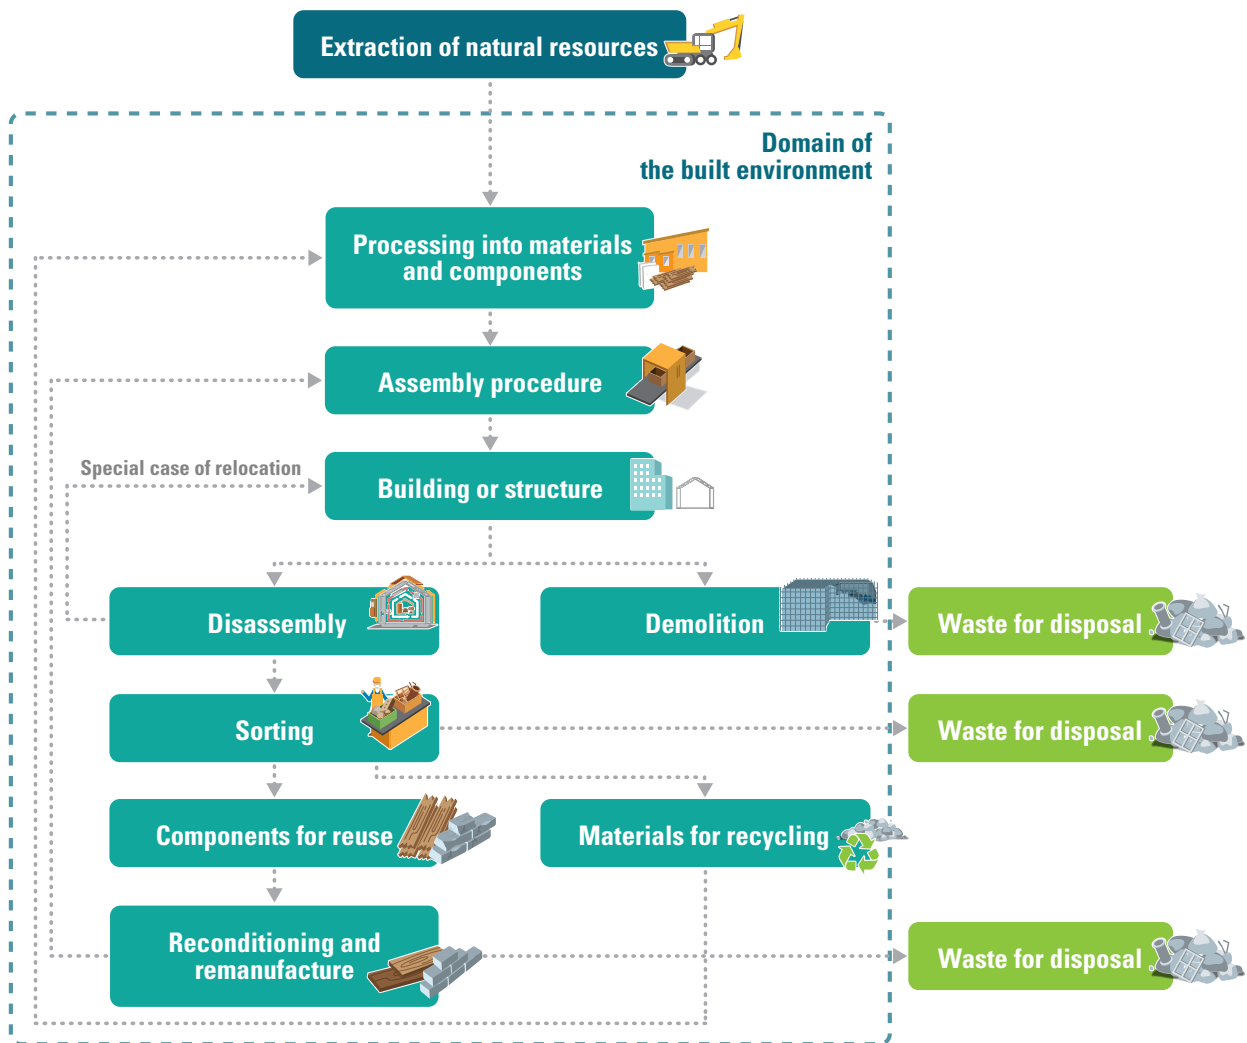 Extraction of natural resources
Domain of
the built environment
Processing into materials
and components
Assembly procedure
Special case of relocation
Building or structure
Disassembly
Demolition
Waste for disposal
Sorting
Waste for disposal
Components for reuse
Materials for recycling
Reconditioning and
remanufacture
Waste for disposal